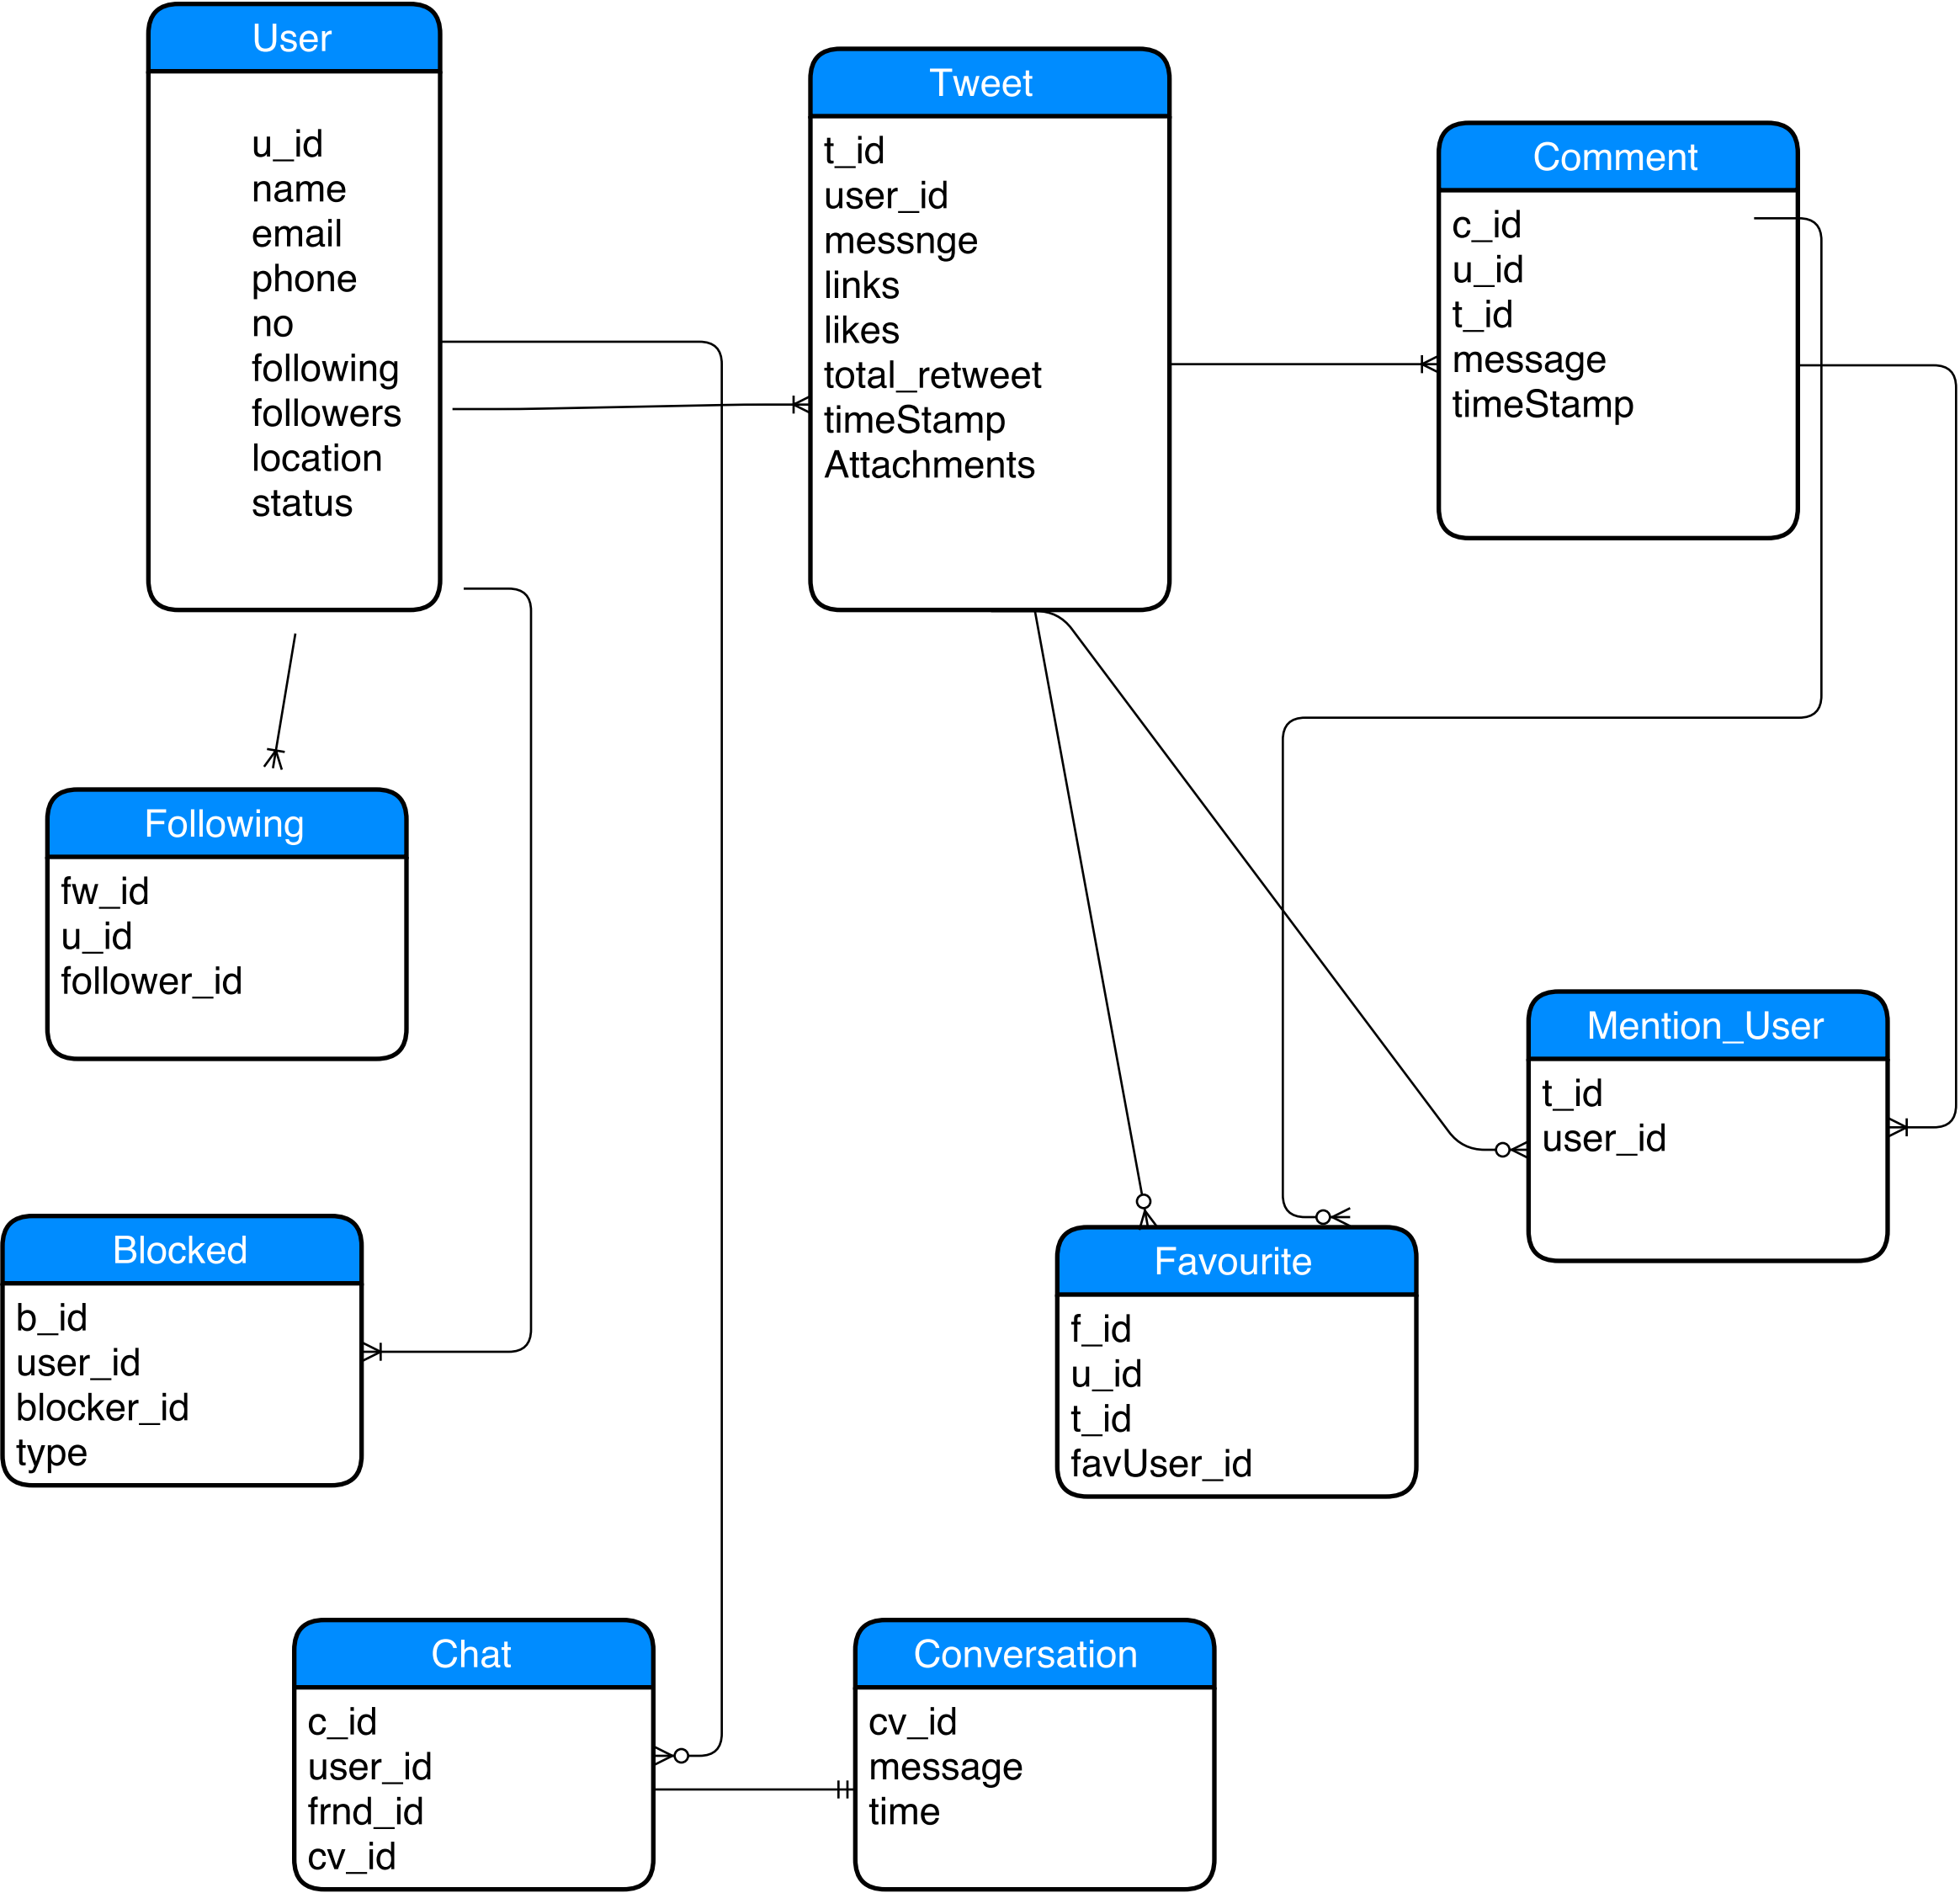 User
u_id
name
email
phone
no
following
followers
location
status
Tweet
t_id
user_id
messnge
links
likes
total_retweet
timeStamp
Attachments
Comment
c_id
u_id
t_id
message
timeStamp
Following
fw_id
u_id
follower_id
Mention_User
t_id
user_id
Blocked
b_id
user_id
blocker_id
type
Favourite
f_id
u_id
t_id
favUser_id
Chat
c_id
user_id
frnd_id
cv_id
Conversation
cv_id
message
time